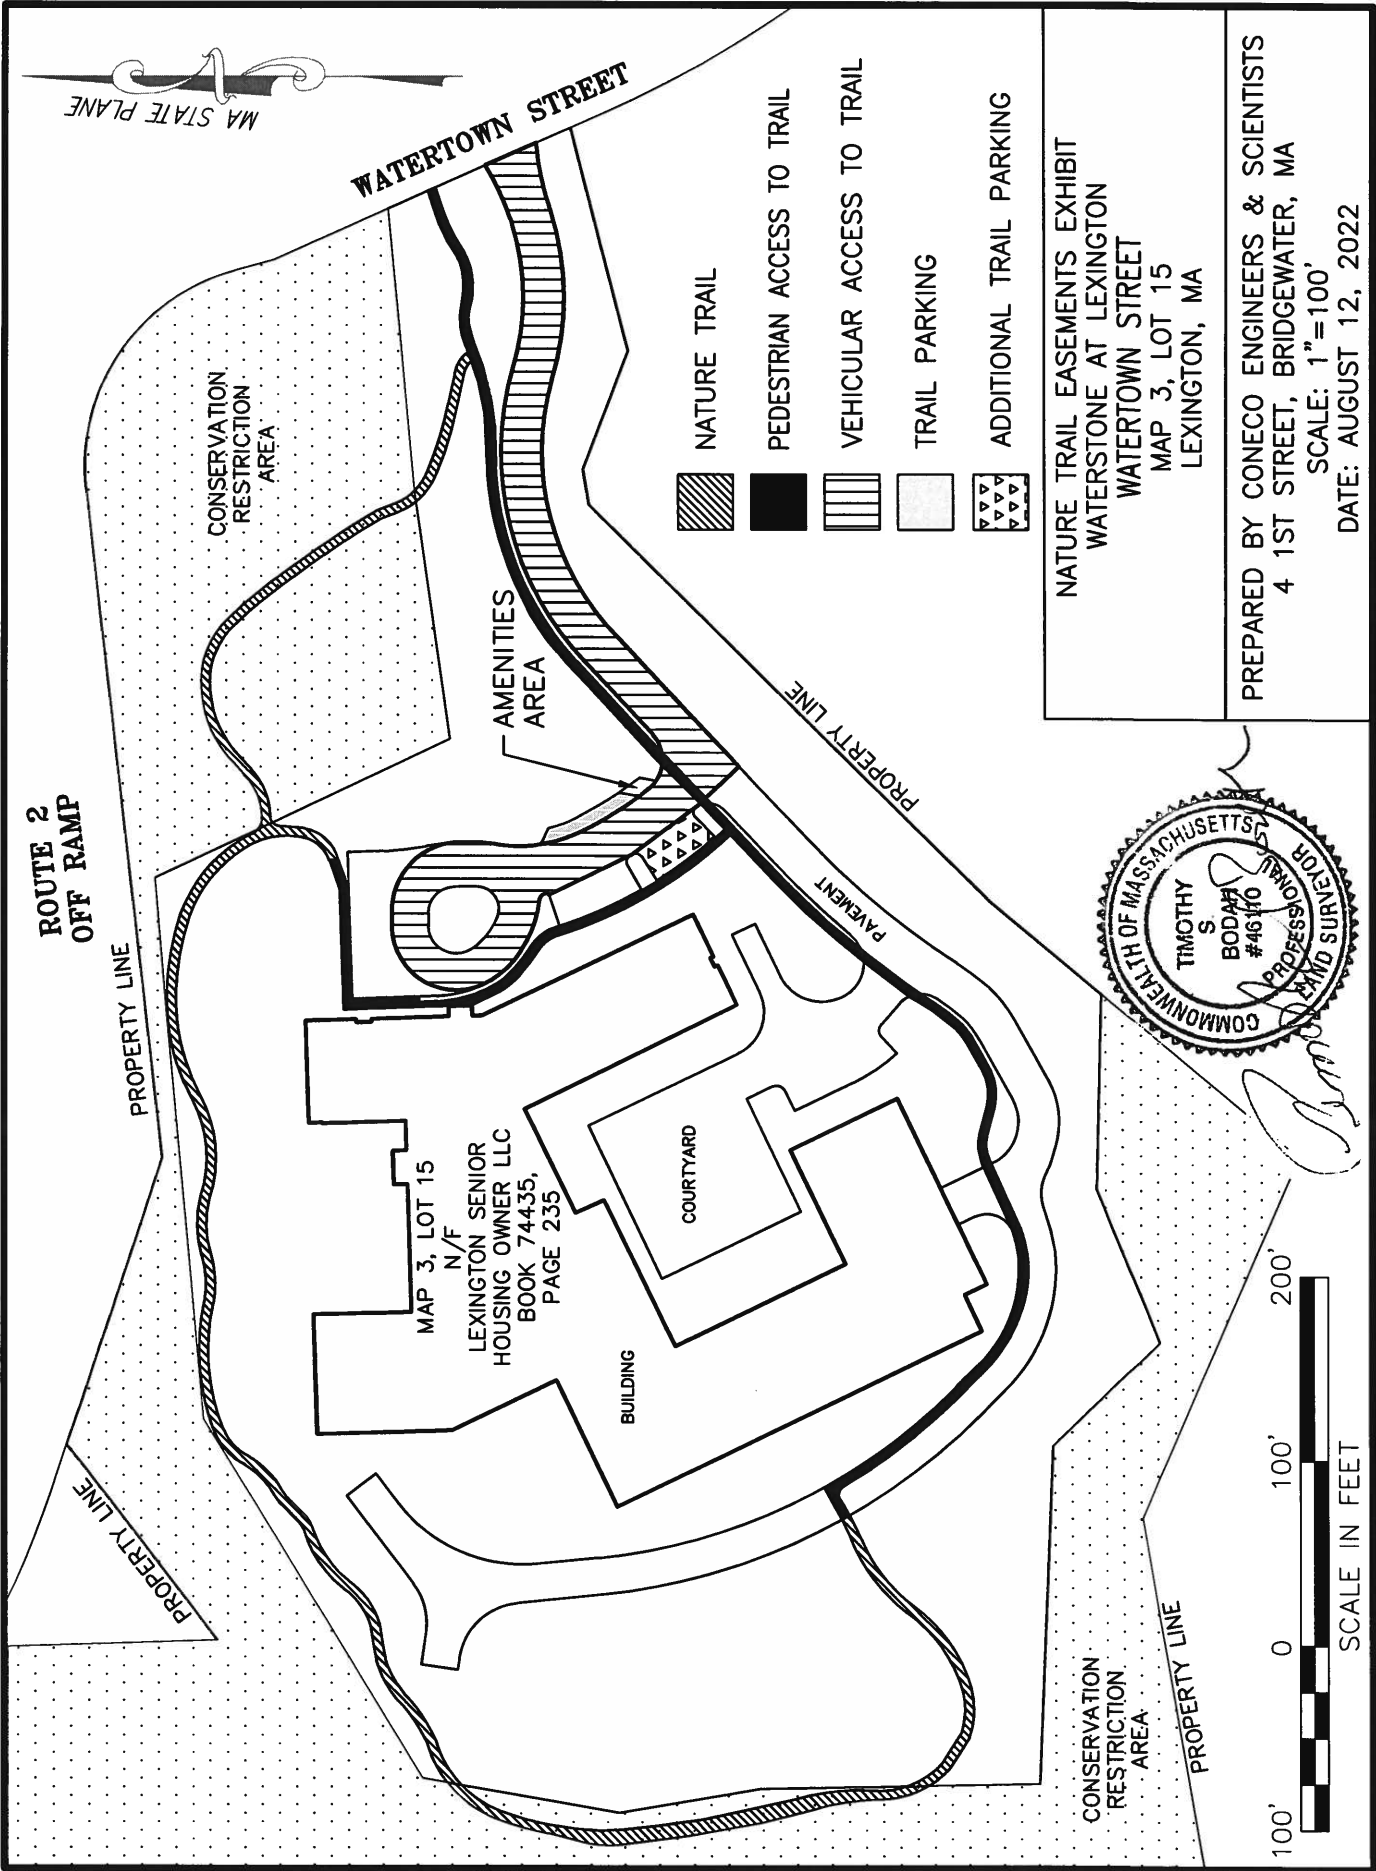 MA STATE PLANE
WATERTOWN STREET
ROUTE 2
OFF RAMP
PROPERTY LINE
PROPERTY LINE
CONSERVATION
RESTRICTION
AREA
AMENITIES
AREA
PROPERTY LINE
PAVEMENT
MAP 3, LOT 15
N/F
LEXINGTON SENIOR
HOUSING OWNER LLC
BOOK 74435,
PAGE 235
COURTYARD
BUILDING
CONSERVATION
RESTRICTION
AREA
PROPERTY LINE
NATURE TRAIL
PEDESTRIAN ACCESS TO TRAIL
VEHICULAR ACCESS TO TRAIL
TRAIL PARKING
ADDITIONAL TRAIL PARKING
NATURE TRAIL EASEMENTS EXHIBIT
WATERSTONE AT LEXINGTON
WATERTOWN STREET
MAP 3, LOT 15
LEXINGTON, MA
PREPARED BY CONECO ENGINEERS & SCIENTISTS
4 1ST STREET, BRIDGEWATER, MA
SCALE: 1"=100'
DATE: AUGUST 12, 2022
COMMONWEALTH OF MASSACHUSETTS
TIMOTHY
S.
BODAH
#46110
PROFESSIONAL
LAND SURVEYOR
100' 0 100' 200'
SCALE IN FEET